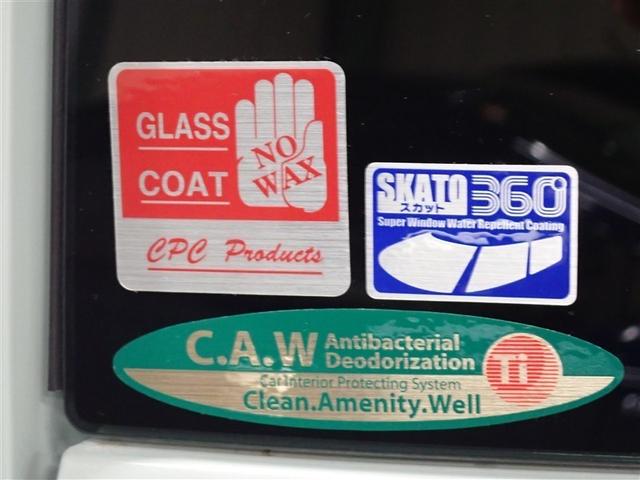 GLASS
COAT
NO
WAX
CPC Products
SKATO 360°
スカット
Super Window Water Repellent Coating
C.A.W Antibacterial
Deodorization
Car Interior Protecting System
Clean.Amenity.Well
Ti